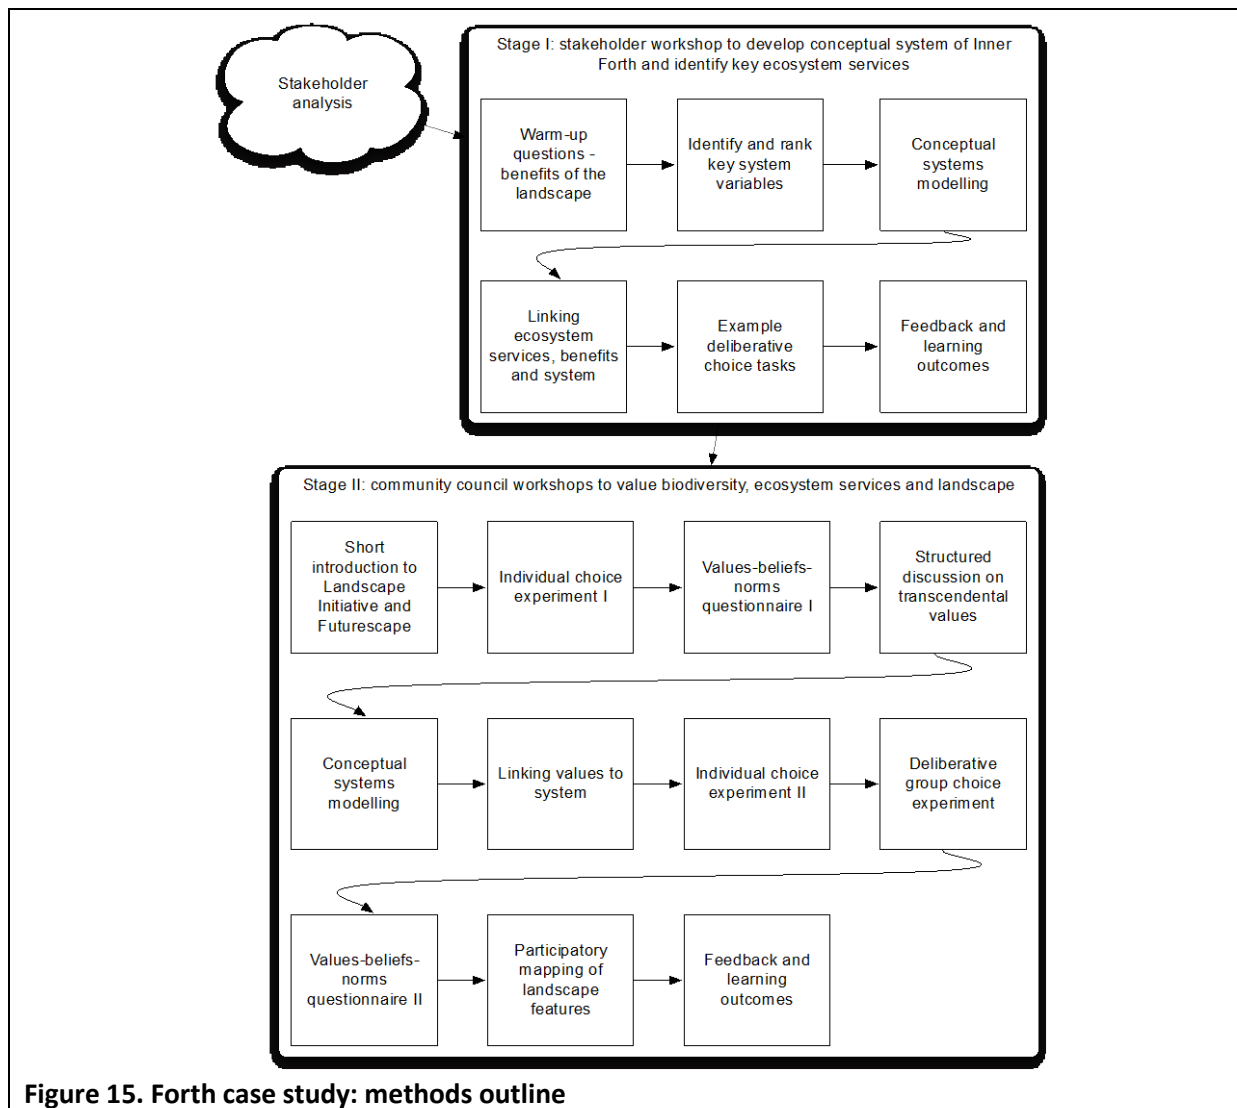 Stakeholder
analysis
Stage I: stakeholder workshop to develop conceptual system of Inner
Forth and identify key ecosystem services
Warm-up
questions -
benefits of the
landscape
Identify and rank
key system
variables
Conceptual
systems
modelling
Linking
ecosystem
services, benefits
and system
Example
deliberative
choice tasks
Feedback and
learning
outcomes
Stage II: community council workshops to value biodiversity, ecosystem services and landscape
Short
introduction to
Landscape
Initiative and
Futurescape
Individual choice
experiment I
Values-beliefs-
norms
questionnaire I
Structured
discussion on
transcendental
values
Conceptual
systems
modelling
Linking values to
system
Individual choice
experiment II
Deliberative
group choice
experiment
Values-beliefs-
norms
questionnaire II
Participatory
mapping of
landscape
features
Feedback and
learning
outcomes
Figure 15. Forth case study: methods outline